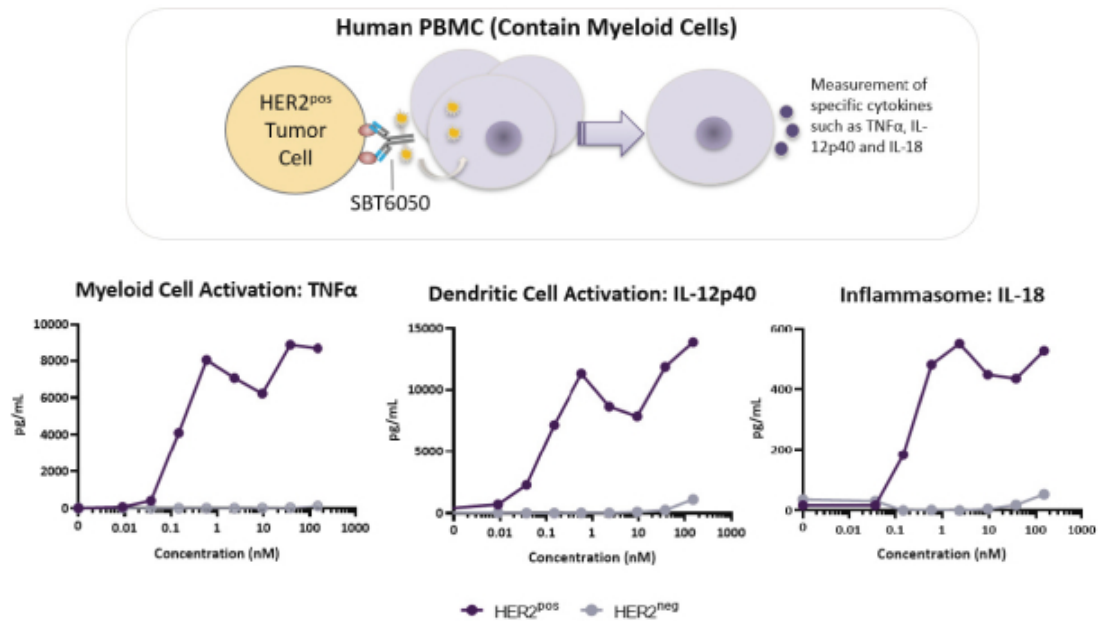 Human PBMC (Contain Myeloid Cells)
HER2pos
Tumor
Cell
SBT6050
Measurement of
specific cytokines
such as TNFα, IL-
12p40 and IL-18
Myeloid Cell Activation: TNFα
10000
8000
6000
4000
2000
0
pg/mL
0 0.01 0.1 1 10 100 1000
Concentration (nM)
Dendritic Cell Activation: IL-12p40
15000
10000
5000
0
pg/mL
0 0.01 0.1 1 10 100 1000
Concentration (nM)
Inflammasome: IL-18
600
400
200
0
pg/mL
0 0.01 0.1 1 10 100 1000
Concentration (nM)
HER2pos HER2neg